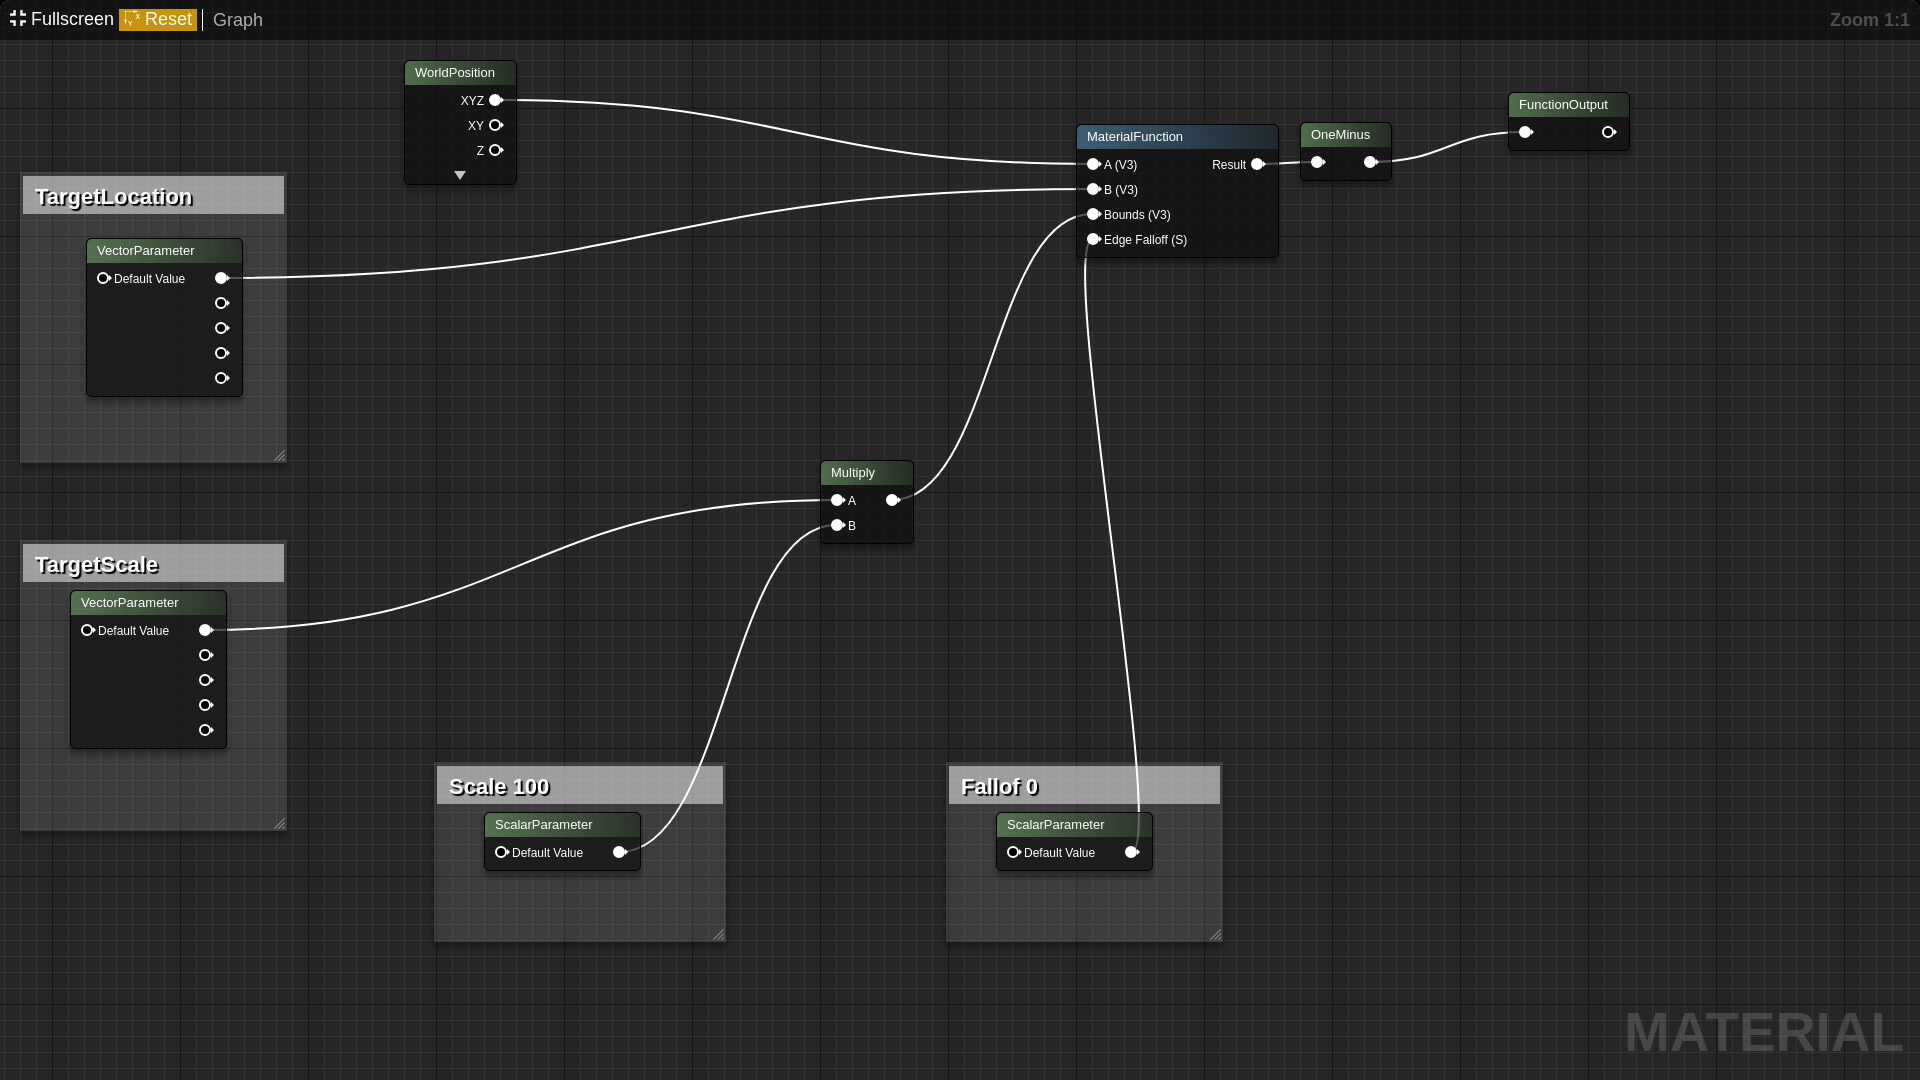 Fullscreen Reset Graph
Zoom 1:1
WorldPosition
XYZ
XY
Z
FunctionOutput
MaterialFunction
A (V3) Result
B (V3)
Bounds (V3)
Edge Falloff (S)
OneMinus
TargetLocation
VectorParameter
Default Value
Multiply
A
B
TargetScale
VectorParameter
Default Value
Scale 100
ScalarParameter
Default Value
Fallof 0
ScalarParameter
Default Value
MATERIAL